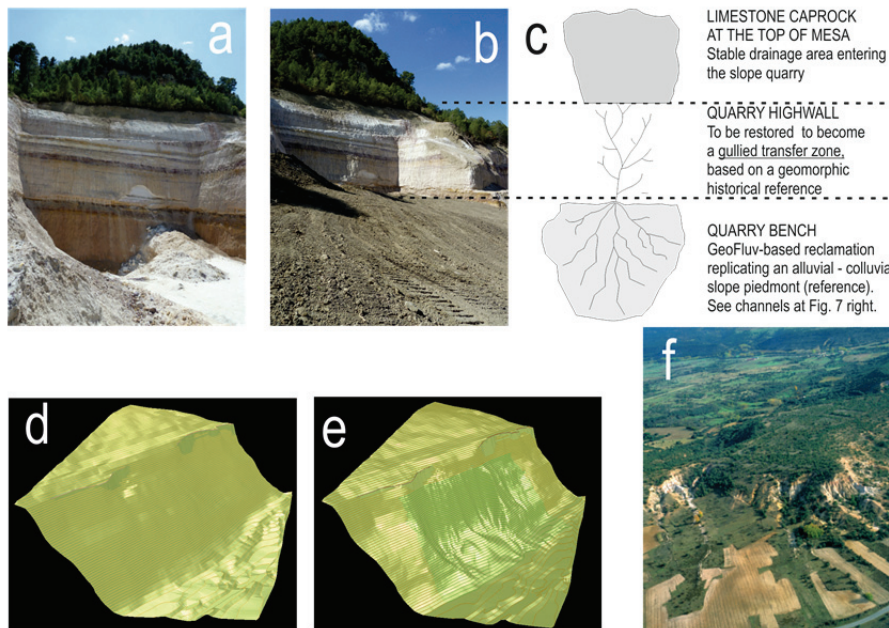 a
b
c
LIMESTONE CAPROCK
AT THE TOP OF MESA
Stable drainage area entering
the slope quarry
QUARRY HIGHWALL
To be restored to become
a gullied transfer zone,
based on a geomorphic
historical reference
QUARRY BENCH
GeoFluv-based reclamation
replicating an alluvial - colluvia
slope piedmont (reference).
See channels at Fig. 7 right.
d
e
f